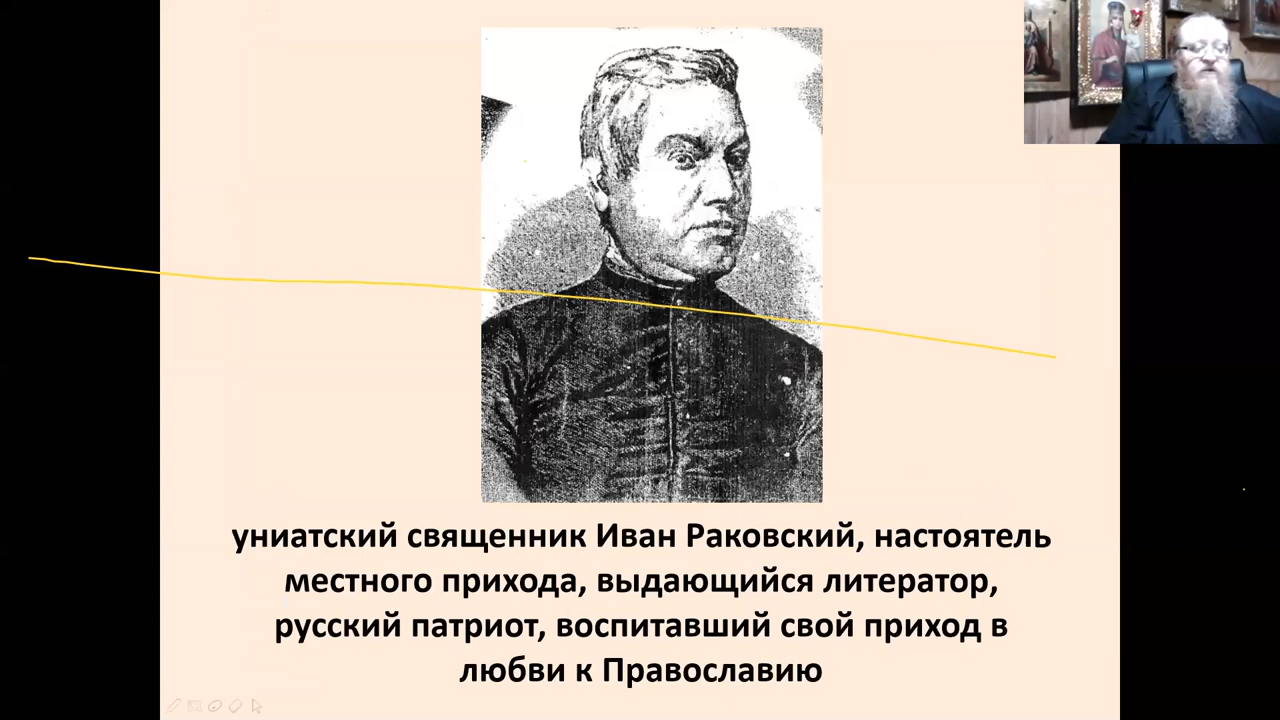 униатский священник Иван Раковский, настоятель
местного прихода, выдающийся литератор,
русский патриот, воспитавший свой приход в
любви к Православию